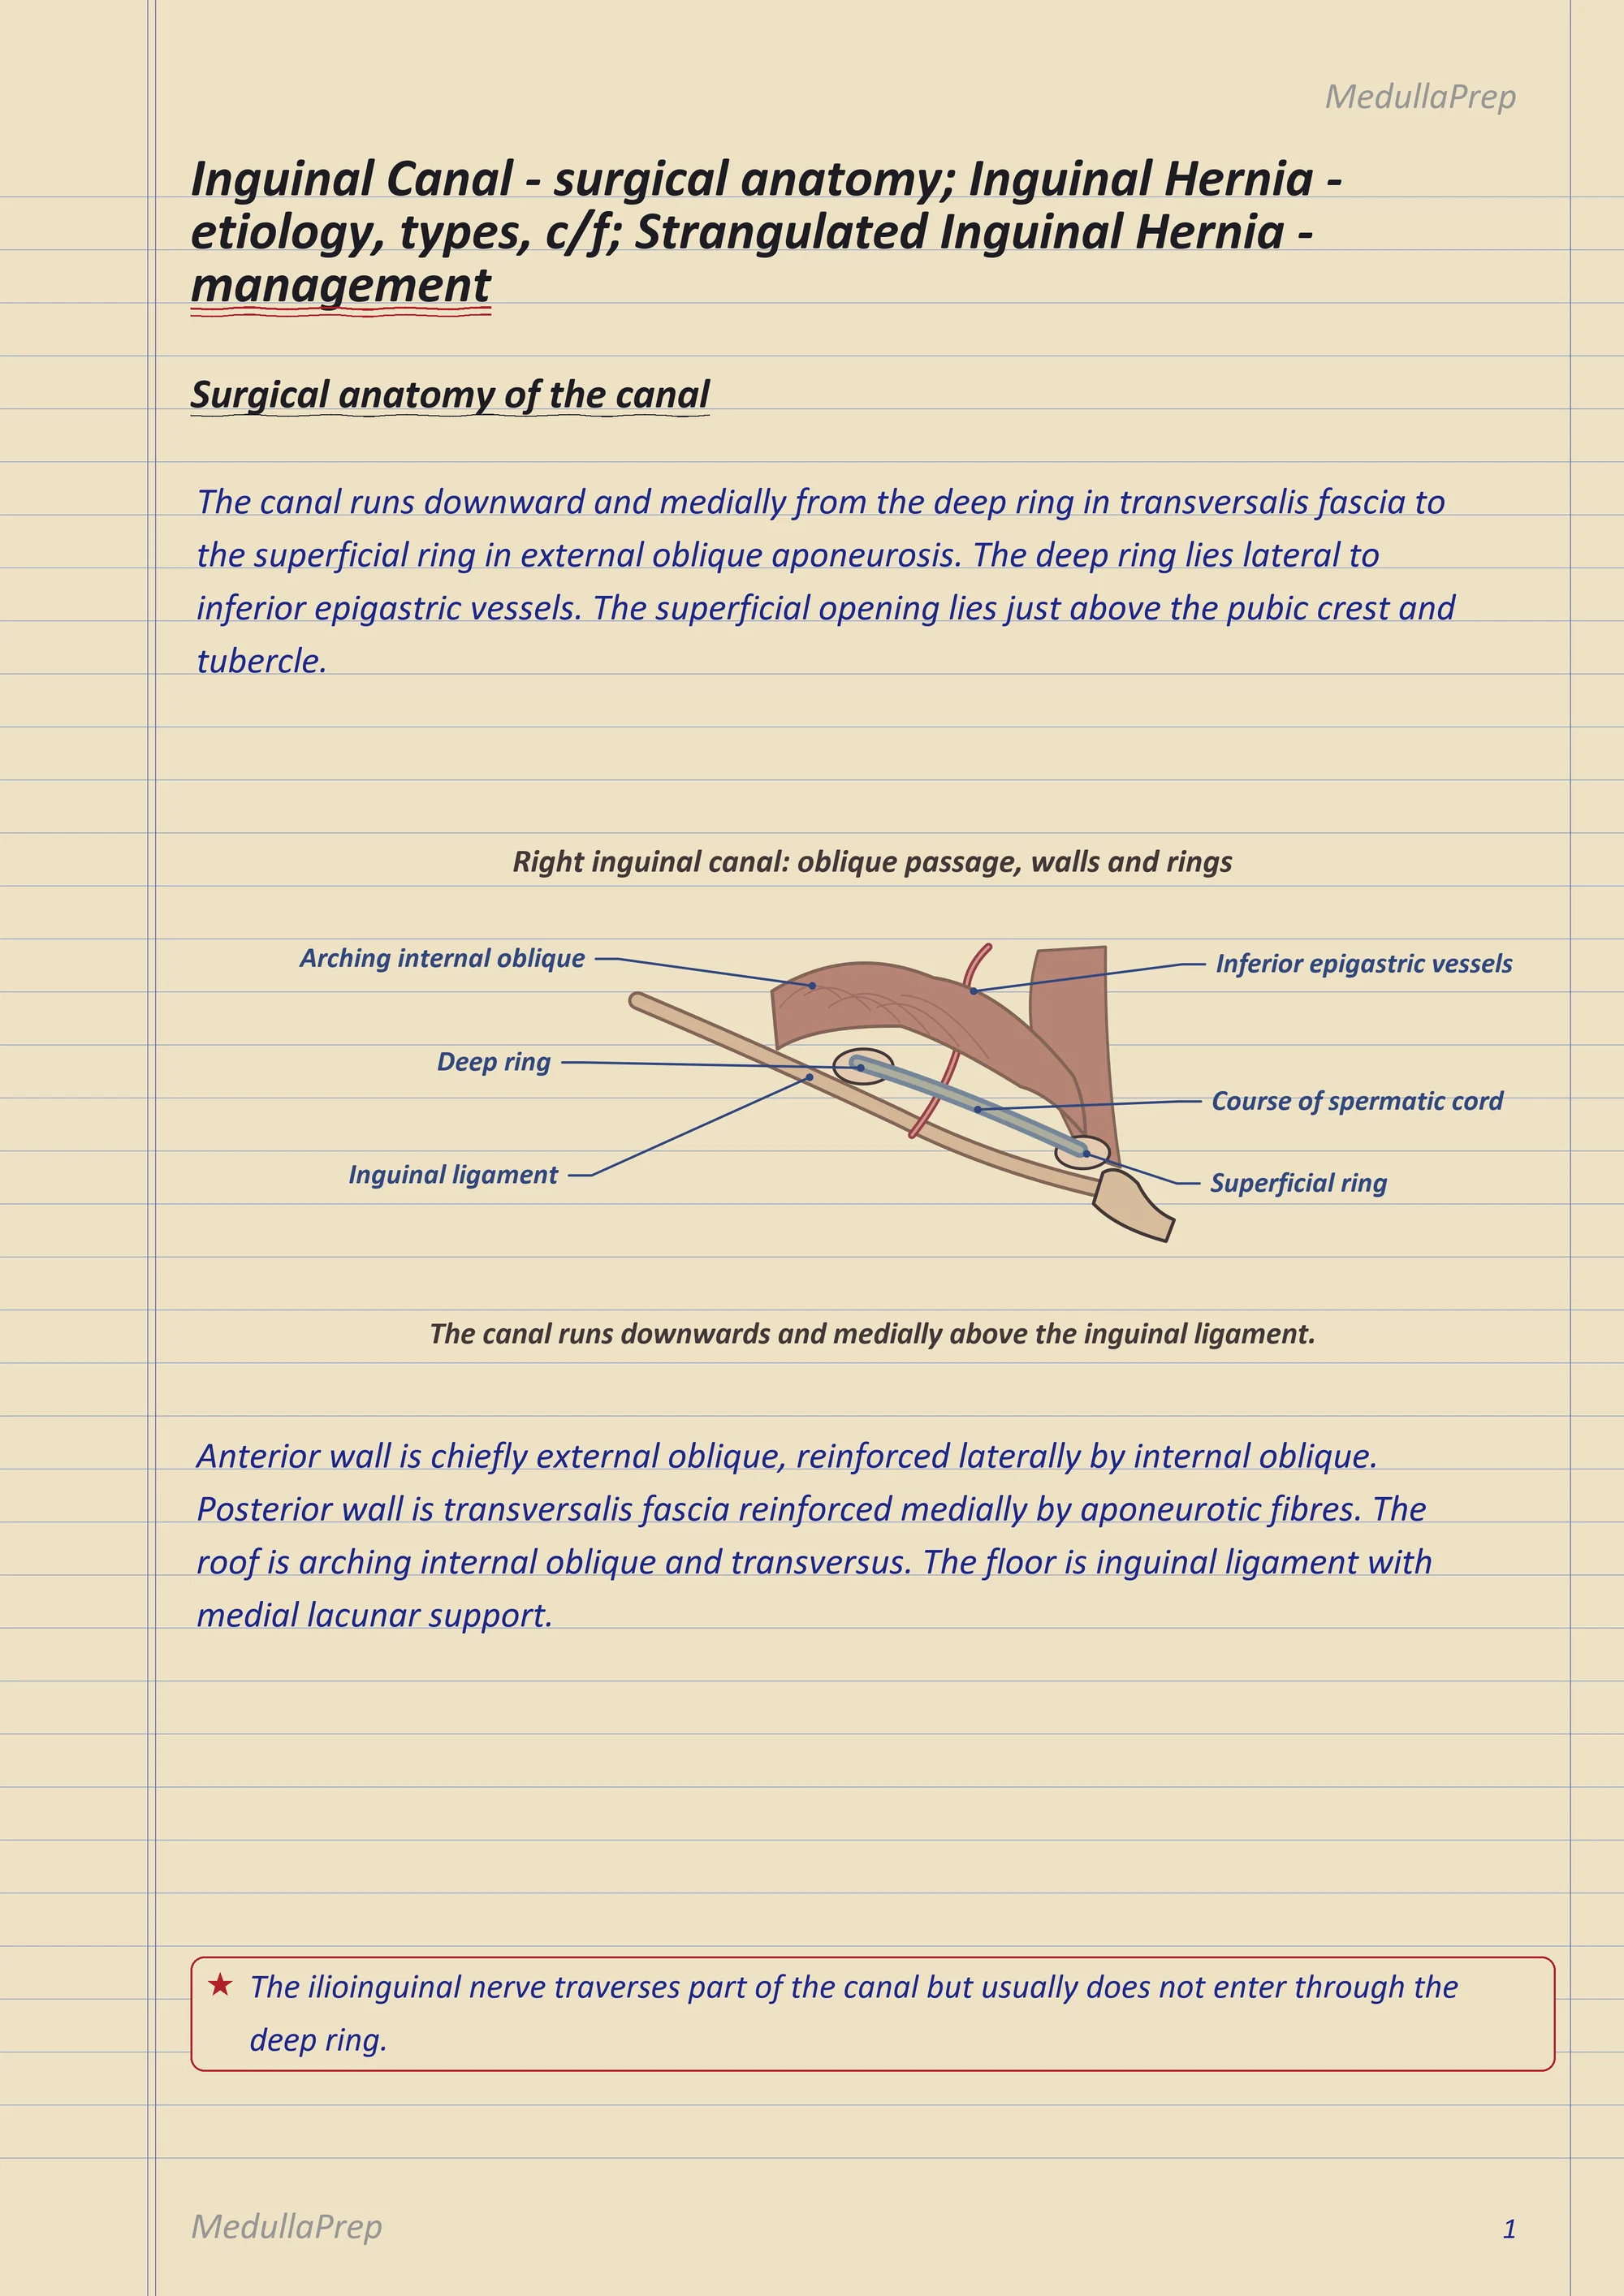 MedullaPrep
Inguinal Canal - surgical anatomy; Inguinal Hernia -
etiology, types, c/f; Strangulated Inguinal Hernia -
management
Surgical anatomy of the canal
The canal runs downward and medially from the deep ring in transversalis fascia to
the superficial ring in external oblique aponeurosis. The deep ring lies lateral to
inferior epigastric vessels. The superficial opening lies just above the pubic crest and
tubercle.
Right inguinal canal: oblique passage, walls and rings
Arching internal oblique
Inferior epigastric vessels
Deep ring
Course of spermatic cord
Inguinal ligament
Superficial ring
The canal runs downwards and medially above the inguinal ligament.
Anterior wall is chiefly external oblique, reinforced laterally by internal oblique.
Posterior wall is transversalis fascia reinforced medially by aponeurotic fibres. The
roof is arching internal oblique and transversus. The floor is inguinal ligament with
medial lacunar support.
★ The ilioinguinal nerve traverses part of the canal but usually does not enter through the
deep ring.
MedullaPrep
1